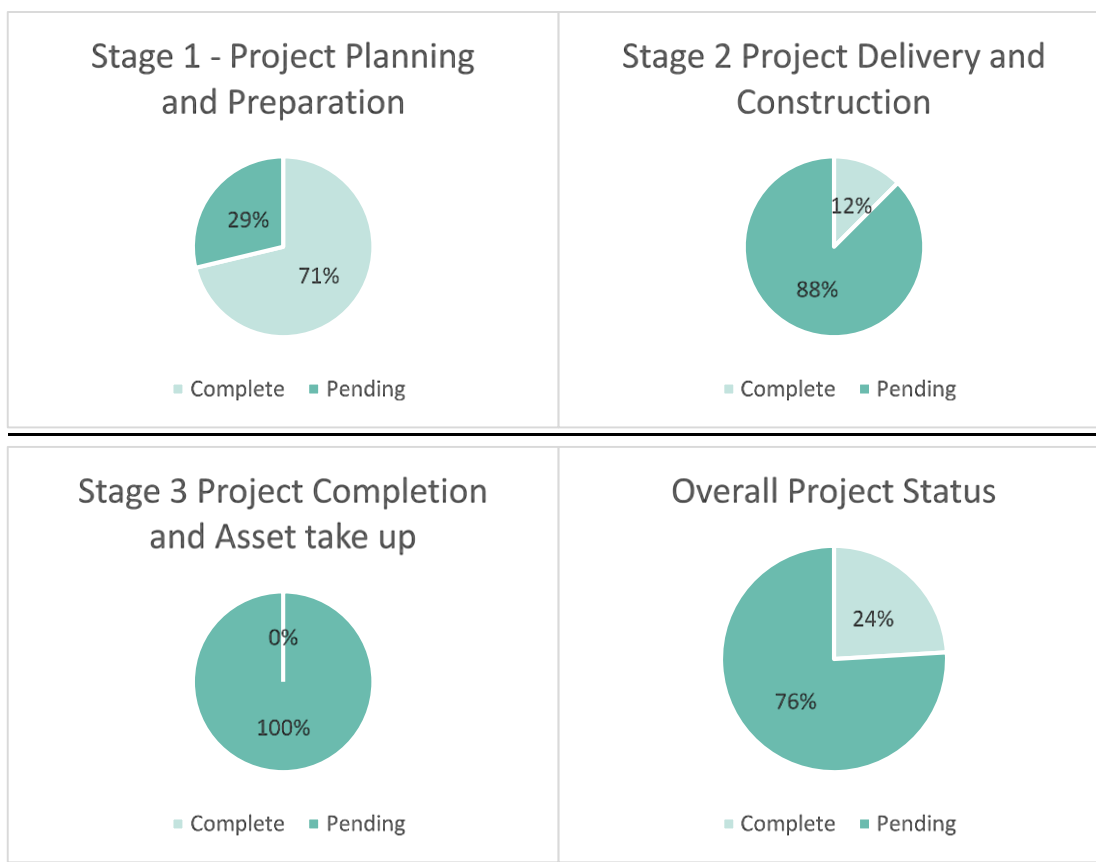 Stage 1 - Project Planning
and Preparation
29%
71%
Complete Pending
Stage 2 Project Delivery and
Construction
12%
88%
Complete Pending
Stage 3 Project Completion
and Asset take up
0%
100%
Complete Pending
Overall Project Status
24%
76%
Complete Pending